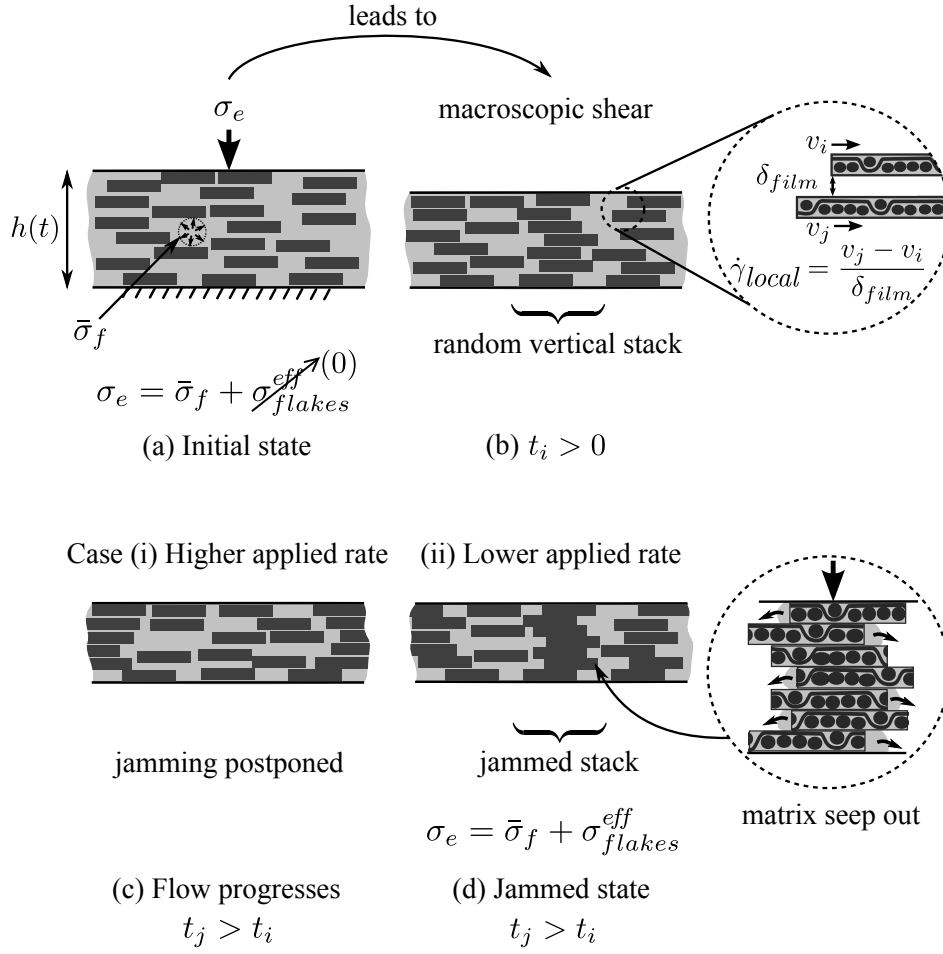 leads to
σ_e
macroscopic shear
v_i
δ_film
v_j
γ̇_local = (v_j − v_i) / δ_film
h(t)
σ̄_f
random vertical stack
σ_e = σ̄_f + σ^eff_flakes (0)
(a) Initial state
(b) t_i > 0
Case (i) Higher applied rate
(ii) Lower applied rate
jamming postponed
jammed stack
matrix seep out
σ_e = σ̄_f + σ^eff_flakes
(c) Flow progresses
t_j > t_i
(d) Jammed state
t_j > t_i